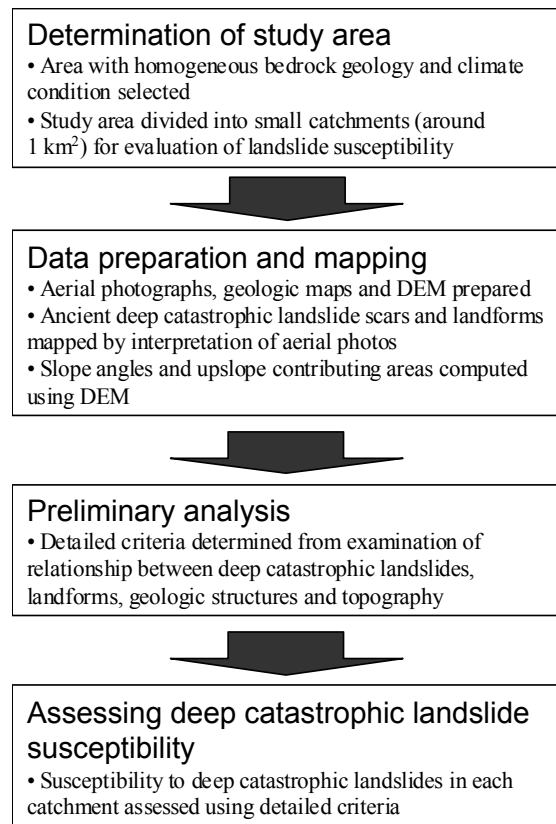 Determination of study area
• Area with homogeneous bedrock geology and climate
condition selected
• Study area divided into small catchments (around
1 km²) for evaluation of landslide susceptibility
Data preparation and mapping
• Aerial photographs, geologic maps and DEM prepared
• Ancient deep catastrophic landslide scars and landforms
mapped by interpretation of aerial photos
• Slope angles and upslope contributing areas computed
using DEM
Preliminary analysis
• Detailed criteria determined from examination of
relationship between deep catastrophic landslides,
landforms, geologic structures and topography
Assessing deep catastrophic landslide
susceptibility
• Susceptibility to deep catastrophic landslides in each
catchment assessed using detailed criteria